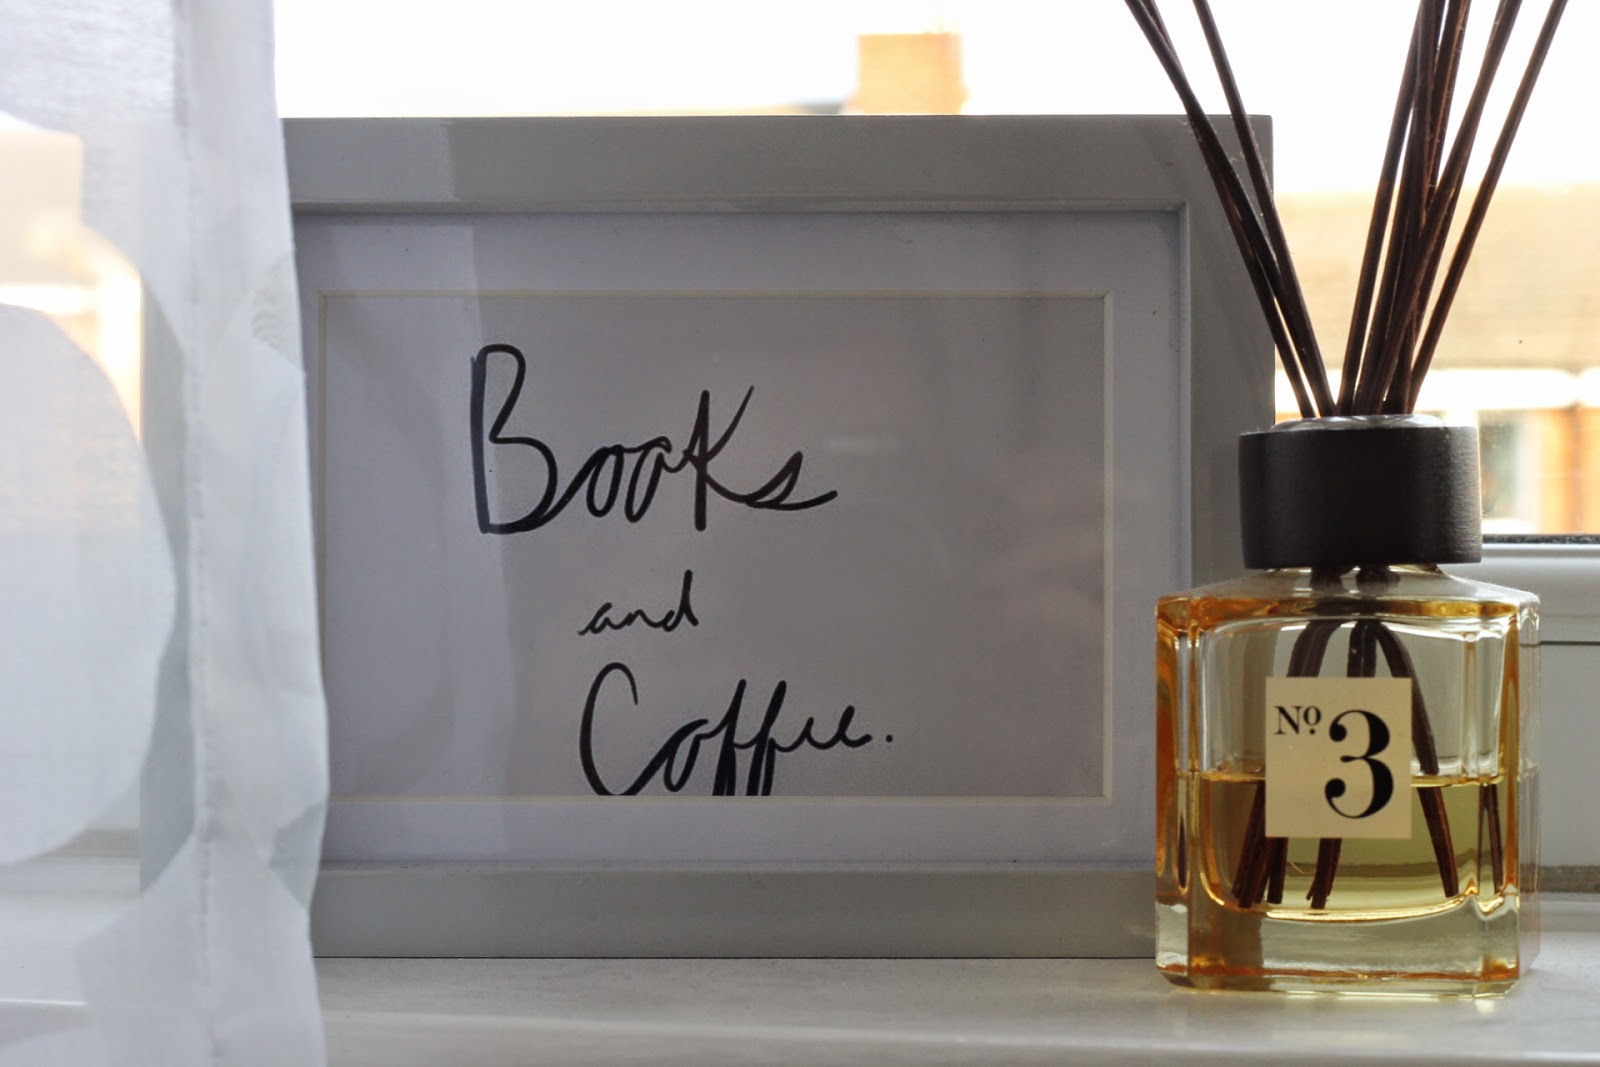 Books
and
Coffee.
Nº 3